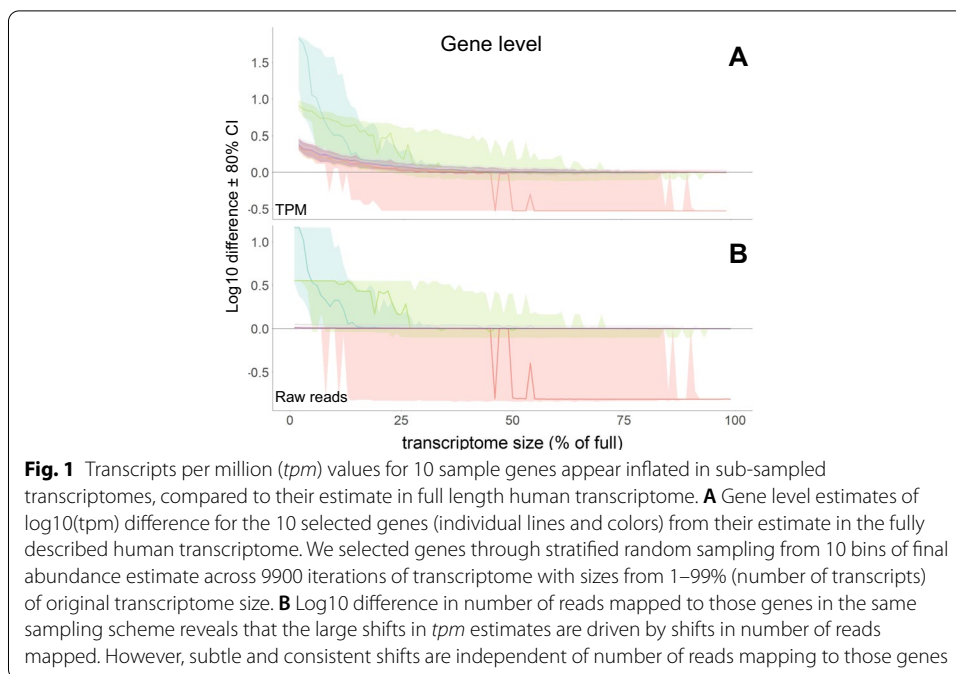 Gene level
A
1.5
1.0
0.5
0.0
-0.5
TPM
Log10 difference ± 80% CI
B
1.0
0.5
0.0
-0.5
Raw reads
0 25 50 75 100
transcriptome size (% of full)
Fig. 1 Transcripts per million (tpm) values for 10 sample genes appear inflated in sub-sampled
transcriptomes, compared to their estimate in full length human transcriptome. A Gene level estimates of
log10(tpm) difference for the 10 selected genes (individual lines and colors) from their estimate in the fully
described human transcriptome. We selected genes through stratified random sampling from 10 bins of final
abundance estimate across 9900 iterations of transcriptome with sizes from 1–99% (number of transcripts)
of original transcriptome size. B Log10 difference in number of reads mapped to those genes in the same
sampling scheme reveals that the large shifts in tpm estimates are driven by shifts in number of reads
mapped. However, subtle and consistent shifts are independent of number of reads mapping to those genes